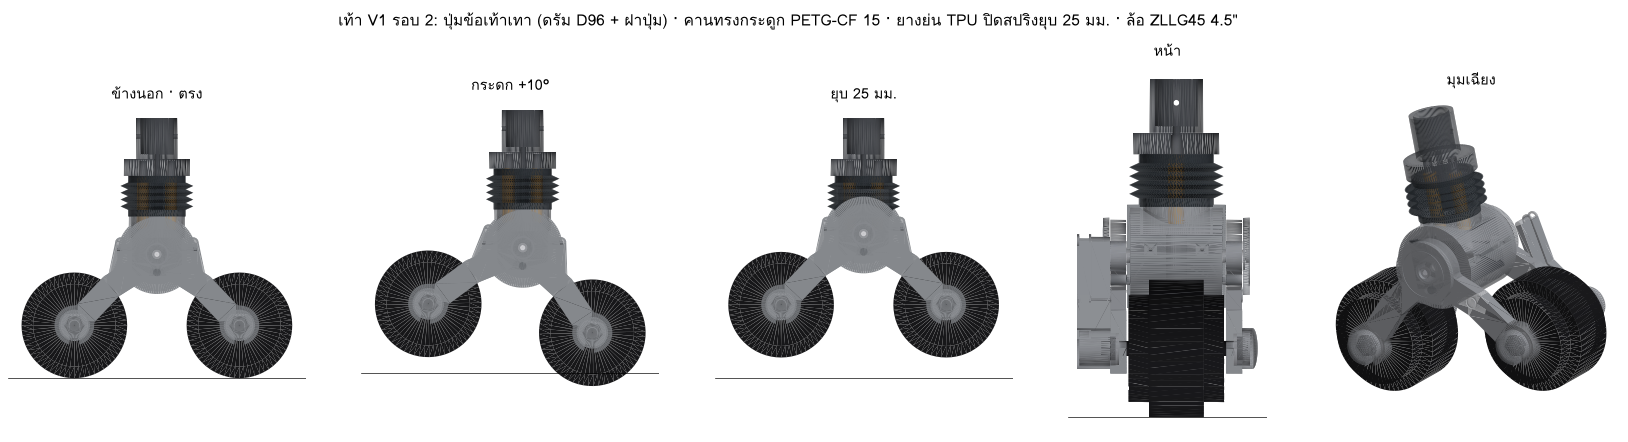 เท้า V1 รอบ 2: ปุ่มข้อเท้าเทา (ดรัม D96 + ฝาปุ่ม) · คานทรงกระดูก PETG-CF 15 · ยางย่น TPU ปิดสปริงยุบ 25 มม. · ล้อ ZLLG45 4.5"
หน้า
มุมเฉียง
กระดก +10°
ข้างนอก · ตรง
ยุบ 25 มม.